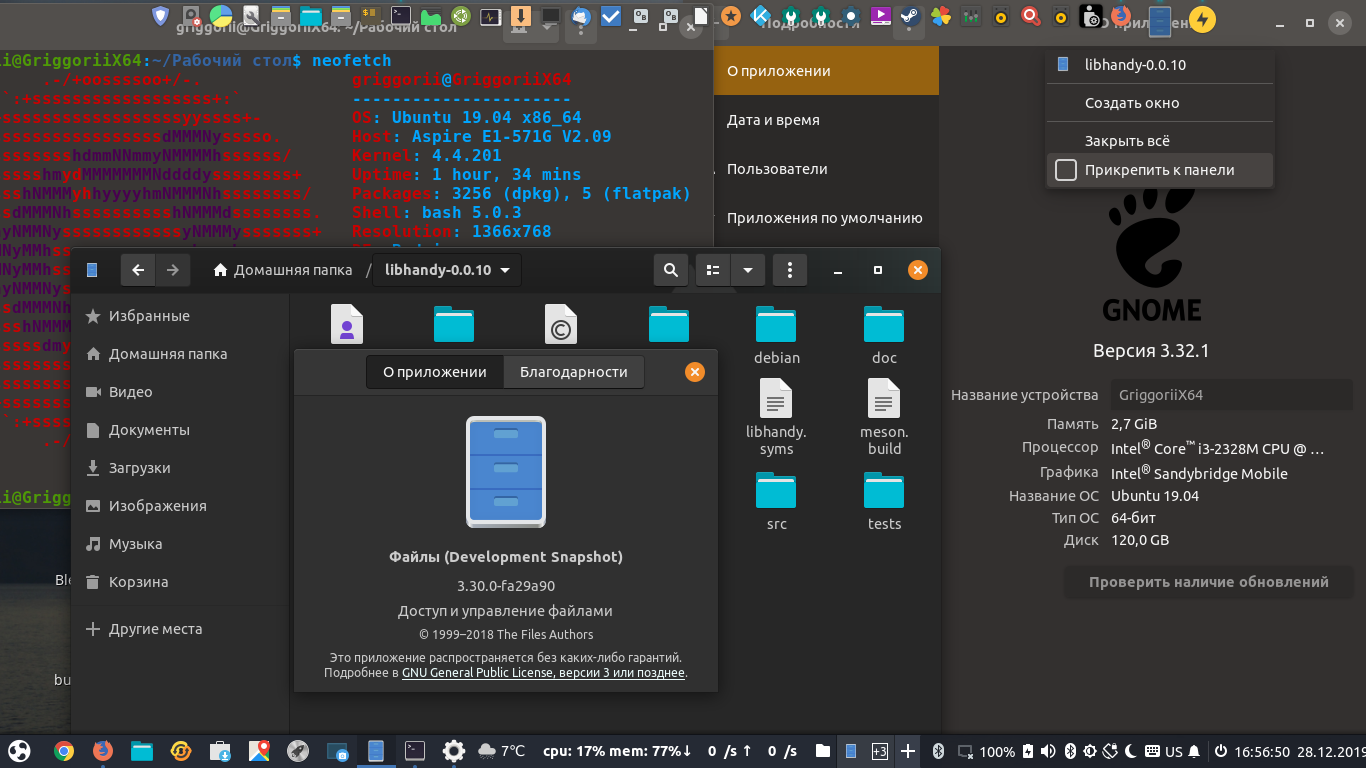 griggorii@GriggoriiX64: ~/Рабочий стол
ii@GriggoriiX64:~/Рабочий стол$ neofetch
.-/+oossssoo+/-.
griggorii@GriggoriiX64
----------------------
OS: Ubuntu 19.04 x86_64
Host: Aspire E1-571G V2.09
Kernel: 4.4.201
Uptime: 1 hour, 34 mins
Packages: 3256 (dpkg), 5 (flatpak)
Shell: bash 5.0.3
Resolution: 1366x768
Подробности
О приложении
Дата и время
Пользователи
Приложения по умолчанию
libhandy-0.0.10
Создать окно
Закрыть всё
Прикрепить к панели
GNOME
Версия 3.32.1
Название устройства GriggoriiX64
Память 2,7 GiB
Процессор Intel® Core™ i3-2328M CPU @ …
Графика Intel® Sandybridge Mobile
Название ОС Ubuntu 19.04
Тип ОС 64-бит
Диск 120,0 GB
Проверить наличие обновлений
Домашняя папка / libhandy-0.0.10
Избранные
Домашняя папка
Видео
Документы
Загрузки
Изображения
Музыка
Корзина
Другие места
debian
doc
libhandy.
syms
meson.
build
src
tests
О приложении
Благодарности
Файлы (Development Snapshot)
3.30.0-fa29a90
Доступ и управление файлами
© 1999–2018 The Files Authors
Это приложение распространяется без каких-либо гарантий.
Подробнее в GNU General Public License, версии 3 или позднее.
7°C
cpu: 17% mem: 77%↓ 0 /s ↑ 0 /s
+3
100%
US
16:56:50 28.12.2019